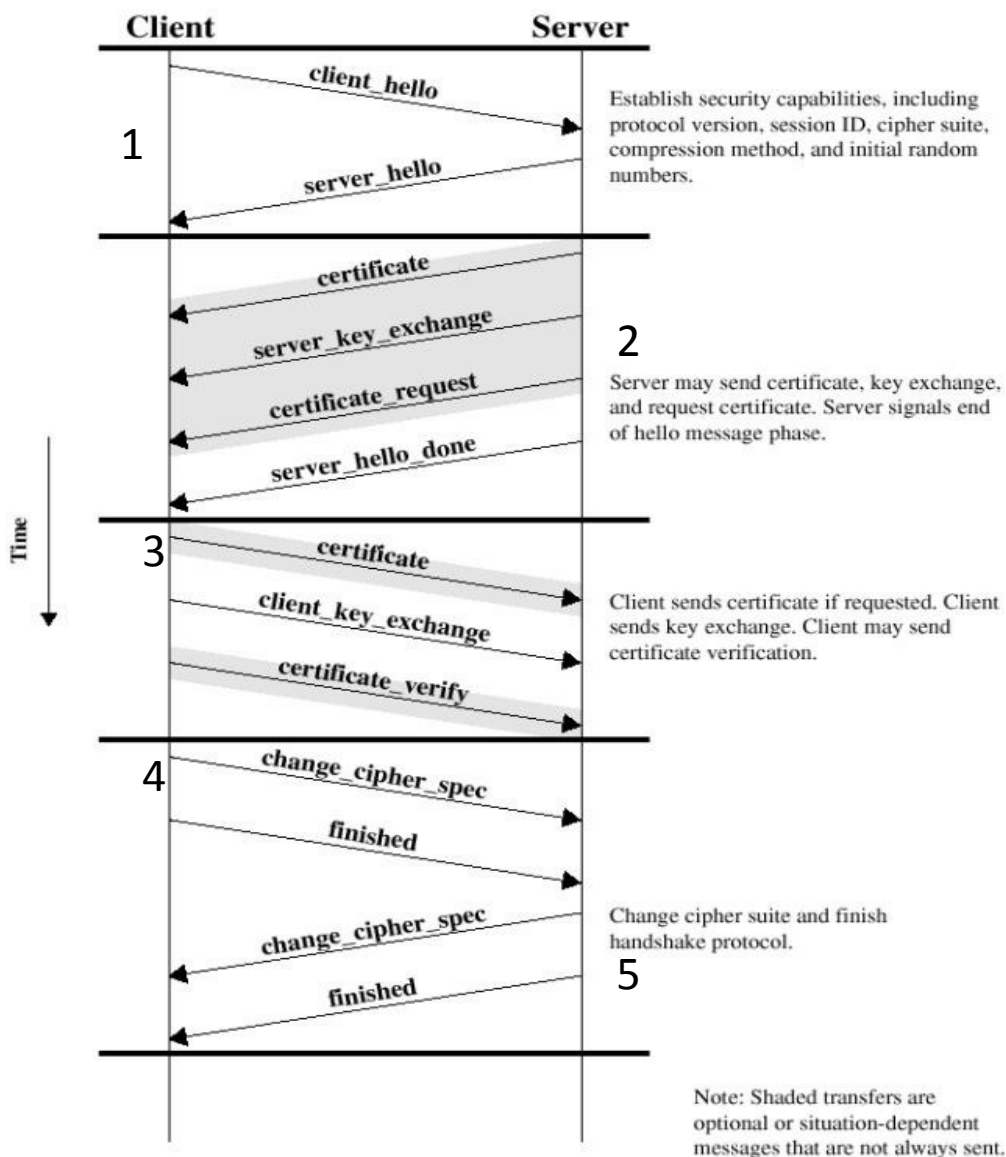 Client
Server
client_hello
Establish security capabilities, including
protocol version, session ID, cipher suite,
compression method, and initial random
numbers.
1
server_hello
certificate
server_key_exchange
2
certificate_request
Server may send certificate, key exchange,
and request certificate. Server signals end
of hello message phase.
server_hello_done
Time
3
certificate
client_key_exchange
Client sends certificate if requested. Client
sends key exchange. Client may send
certificate verification.
certificate_verify
4
change_cipher_spec
finished
change_cipher_spec
Change cipher suite and finish
handshake protocol.
5
finished
Note: Shaded transfers are
optional or situation-dependent
messages that are not always sent.